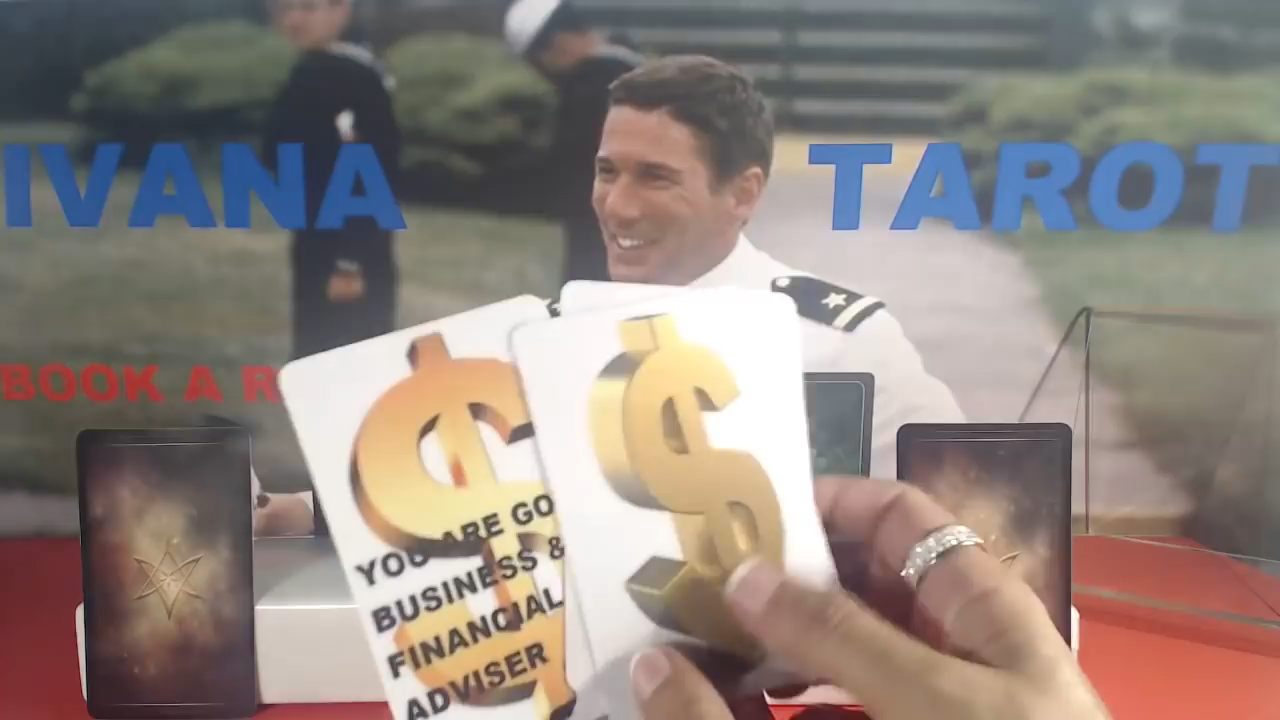 IVANA TAROT
BOOK A R
YOU ARE GO
BUSINESS &
FINANCIAL
ADVISER